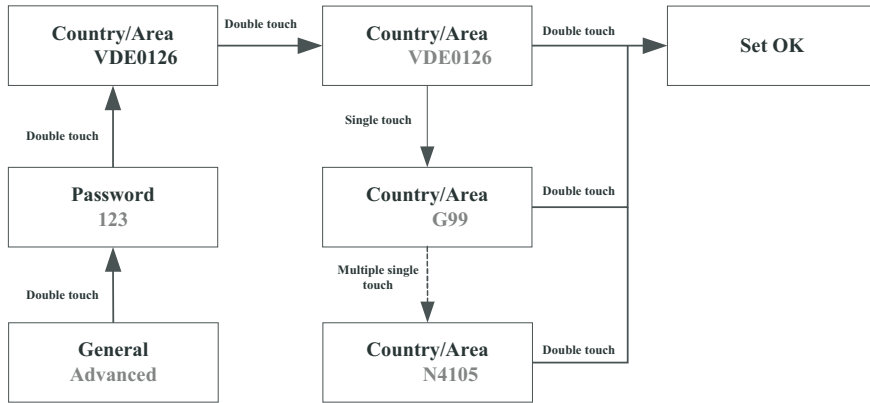 Country/Area
VDE0126
Double touch
Country/Area
VDE0126
Double touch
Set OK
Double touch
Single touch
Password
123
Country/Area
G99
Double touch
Double touch
Multiple single
touch
General
Advanced
Country/Area
N4105
Double touch